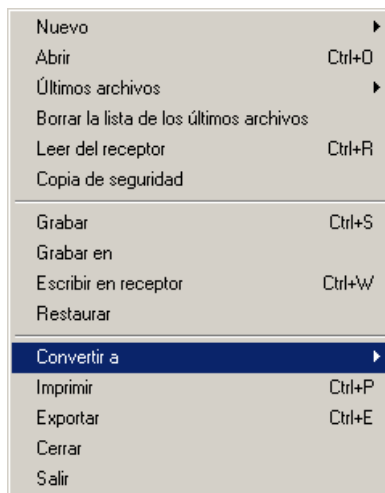 Nuevo
Abrir Ctrl+O
Últimos archivos
Borrar la lista de los últimos archivos
Leer del receptor Ctrl+R
Copia de seguridad
Grabar Ctrl+S
Grabar en
Escribir en receptor Ctrl+W
Restaurar
Convertir a
Imprimir Ctrl+P
Exportar Ctrl+E
Cerrar
Salir